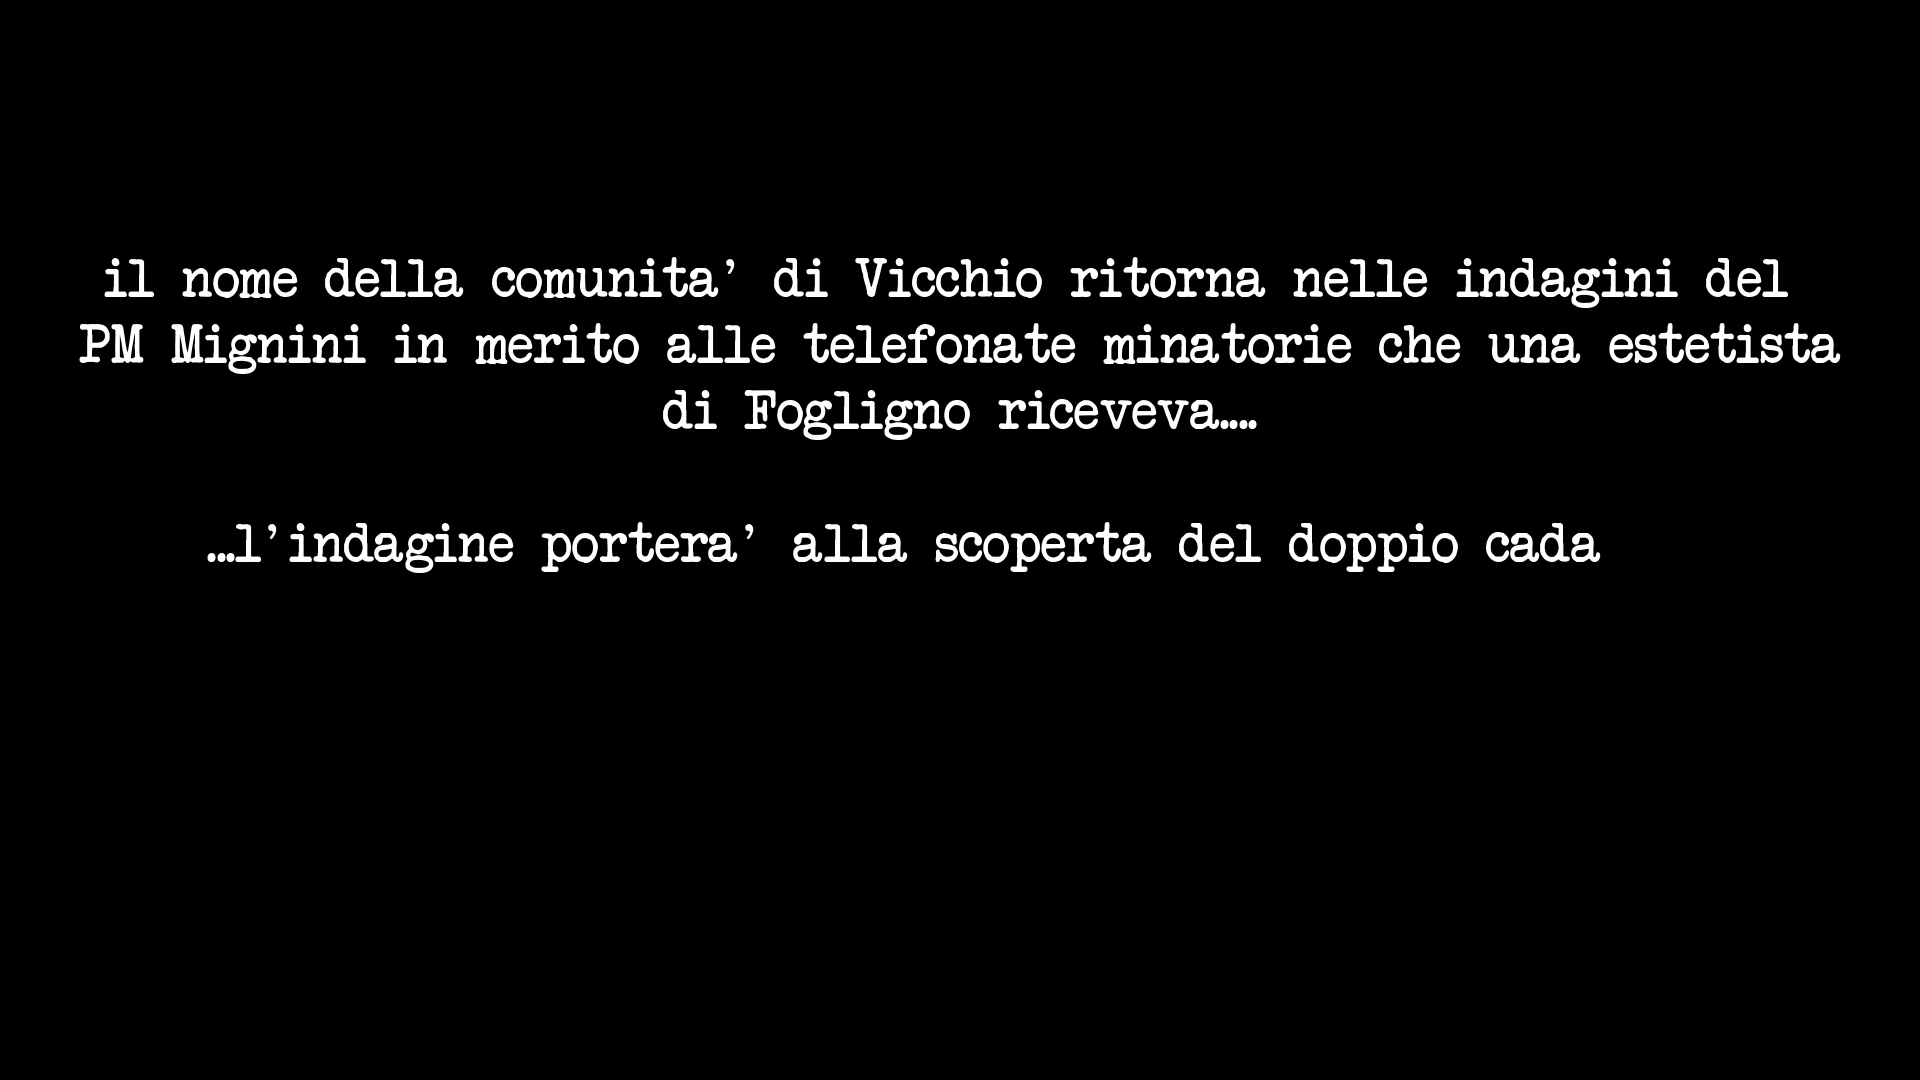 il nome della comunita' di Vicchio ritorna nelle indagini del
PM Mignini in merito alle telefonate minatorie che una estetista
di Fogligno riceveva....
...l'indagine portera' alla scoperta del doppio cada